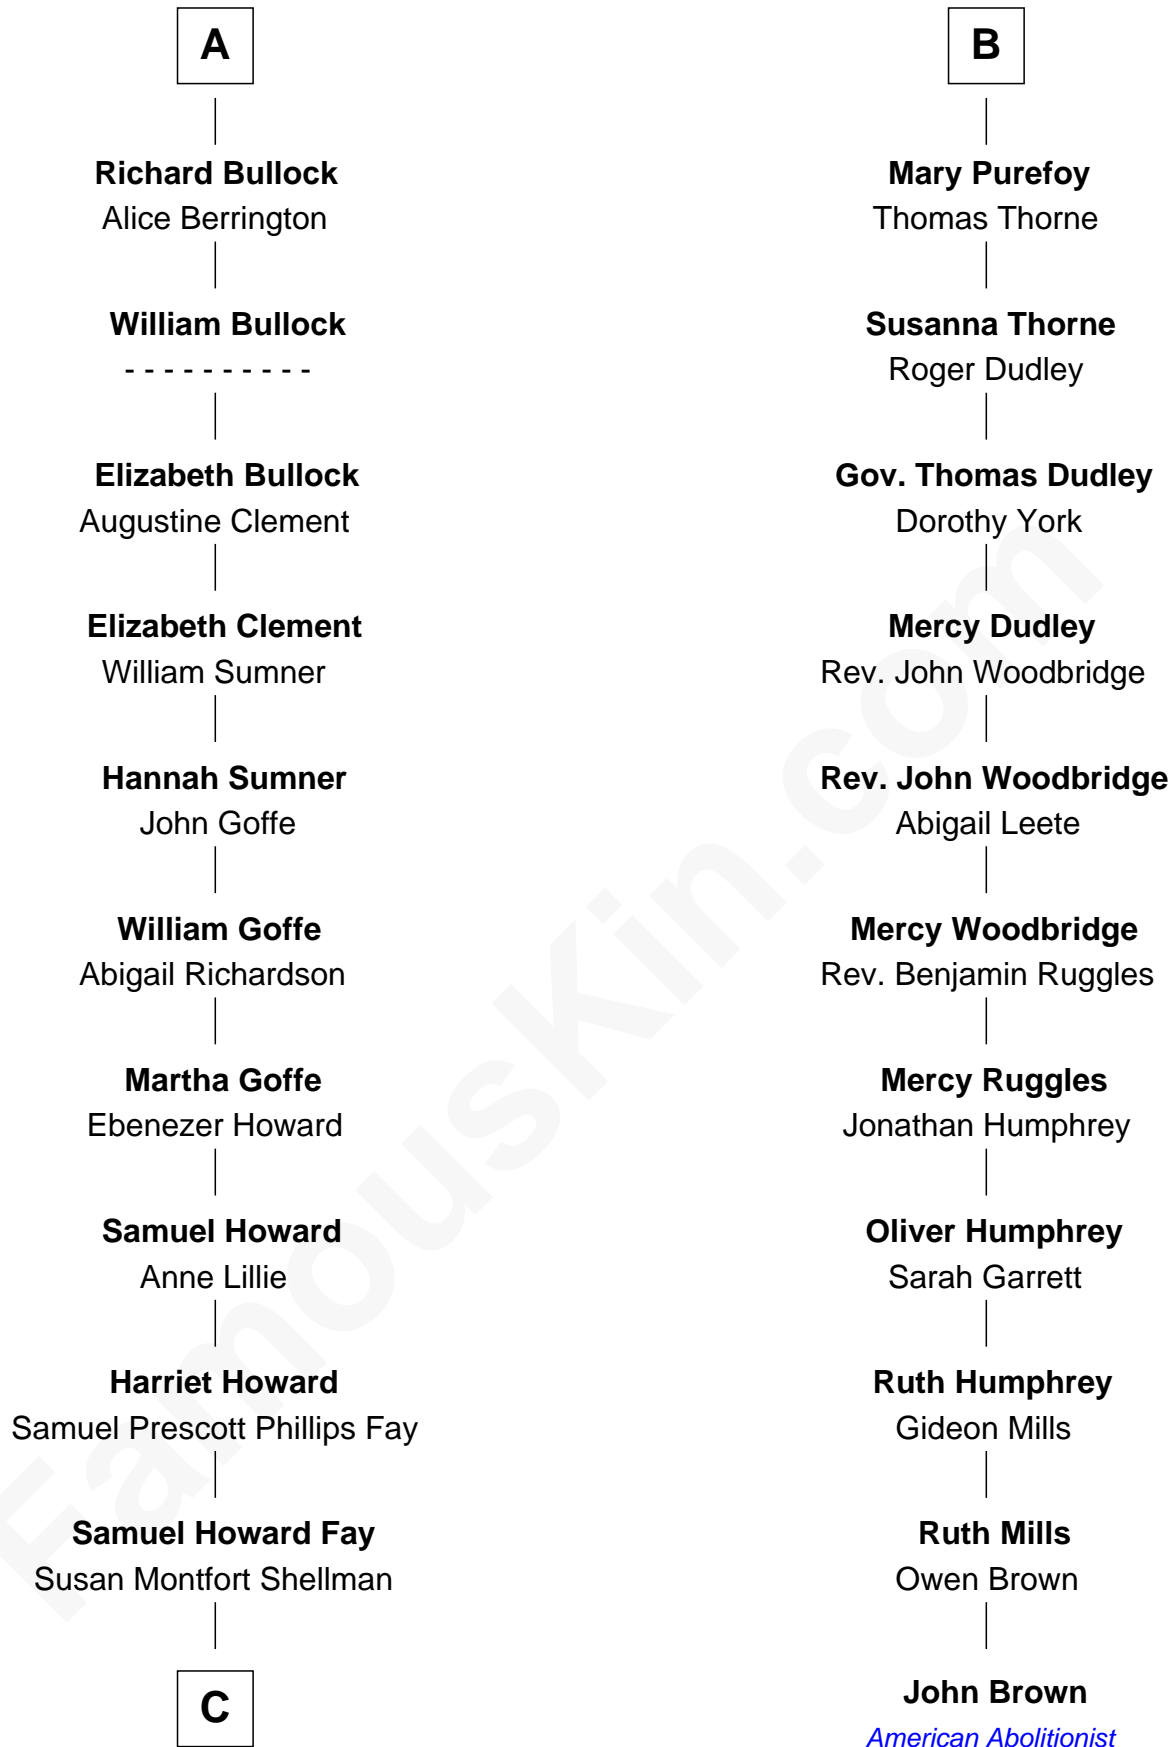 A
Richard Bullock
Alice Berrington
William Bullock
- - - - - - - - - -
Elizabeth Bullock
Augustine Clement
Elizabeth Clement
William Sumner
Hannah Sumner
John Goffe
William Goffe
Abigail Richardson
Martha Goffe
Ebenezer Howard
Samuel Howard
Anne Lillie
Harriet Howard
Samuel Prescott Phillips Fay
Samuel Howard Fay
Susan Montfort Shellman
C
B
Mary Purefoy
Thomas Thorne
Susanna Thorne
Roger Dudley
Gov. Thomas Dudley
Dorothy York
Mercy Dudley
Rev. John Woodbridge
Rev. John Woodbridge
Abigail Leete
Mercy Woodbridge
Rev. Benjamin Ruggles
Mercy Ruggles
Jonathan Humphrey
Oliver Humphrey
Sarah Garrett
Ruth Humphrey
Gideon Mills
Ruth Mills
Owen Brown
John Brown
American Abolitionist
FamousKin.com